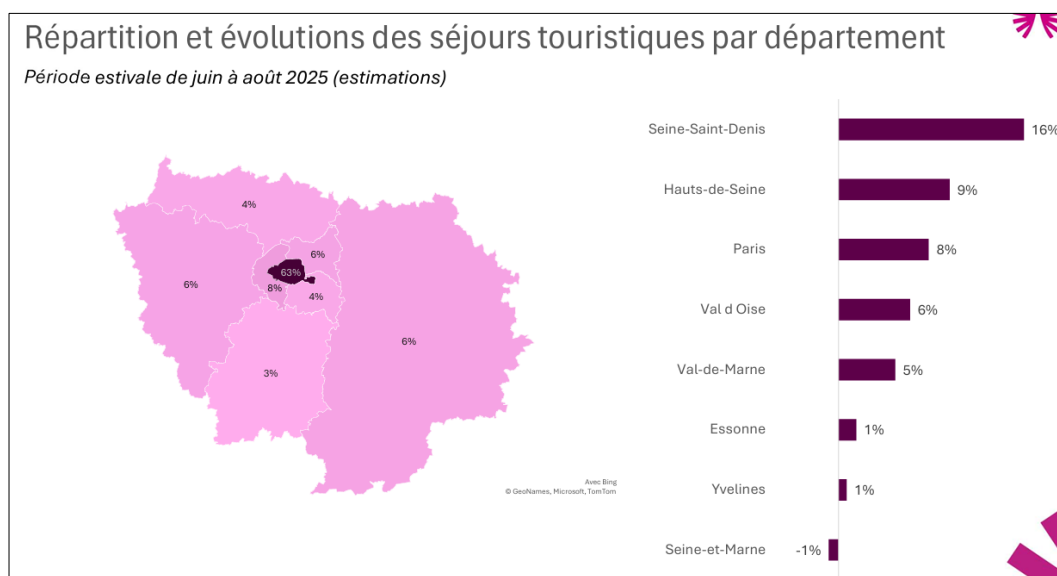 Répartition et évolutions des séjours touristiques par département
Période estivale de juin à août 2025 (estimations)
4%
6%
63%
8%
6%
4%
6%
3%
Avec Bing
© GeoNames, Microsoft, TomTom
Seine-Saint-Denis 16%
Hauts-de-Seine 9%
Paris 8%
Val d Oise 6%
Val-de-Marne 5%
Essonne 1%
Yvelines 1%
Seine-et-Marne -1%